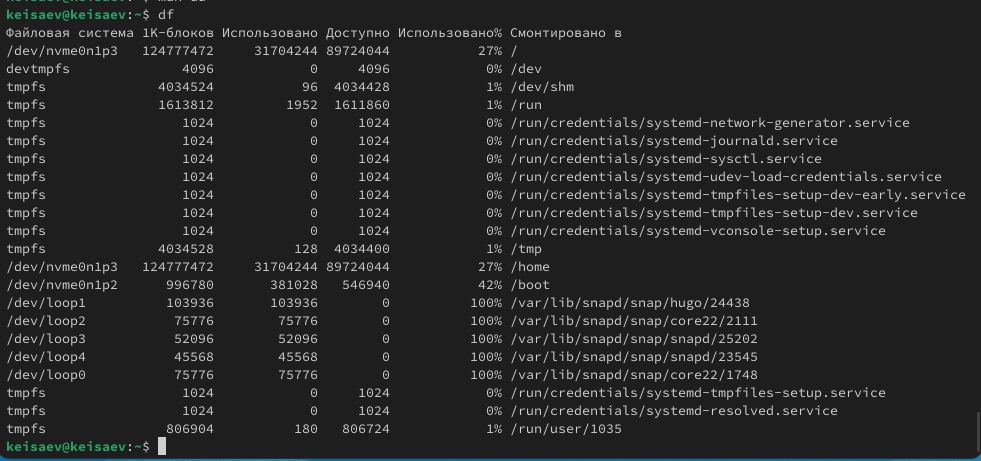 keisaev@keisaev:~$ df
Файловая система 1K-блоков Использовано Доступно Использовано% Смонтировано в
/dev/nvme0n1p3 124777472 31704244 89724044 27% /
devtmpfs 4096 0 4096 0% /dev
tmpfs 4034524 96 4034428 1% /dev/shm
tmpfs 1613812 1952 1611860 1% /run
tmpfs 1024 0 1024 0% /run/credentials/systemd-network-generator.service
tmpfs 1024 0 1024 0% /run/credentials/systemd-journald.service
tmpfs 1024 0 1024 0% /run/credentials/systemd-sysctl.service
tmpfs 1024 0 1024 0% /run/credentials/systemd-udev-load-credentials.service
tmpfs 1024 0 1024 0% /run/credentials/systemd-tmpfiles-setup-dev-early.service
tmpfs 1024 0 1024 0% /run/credentials/systemd-tmpfiles-setup-dev.service
tmpfs 1024 0 1024 0% /run/credentials/systemd-vconsole-setup.service
tmpfs 4034528 128 4034400 1% /tmp
/dev/nvme0n1p3 124777472 31704244 89724044 27% /home
/dev/nvme0n1p2 996780 381028 546940 42% /boot
/dev/loop1 103936 103936 0 100% /var/lib/snapd/snap/hugo/24438
/dev/loop2 75776 75776 0 100% /var/lib/snapd/snap/core22/2111
/dev/loop3 52096 52096 0 100% /var/lib/snapd/snap/snapd/25202
/dev/loop4 45568 45568 0 100% /var/lib/snapd/snap/snapd/23545
/dev/loop0 75776 75776 0 100% /var/lib/snapd/snap/core22/1748
tmpfs 1024 0 1024 0% /run/credentials/systemd-tmpfiles-setup.service
tmpfs 1024 0 1024 0% /run/credentials/systemd-resolved.service
tmpfs 806904 180 806724 1% /run/user/1035
keisaev@keisaev:~$